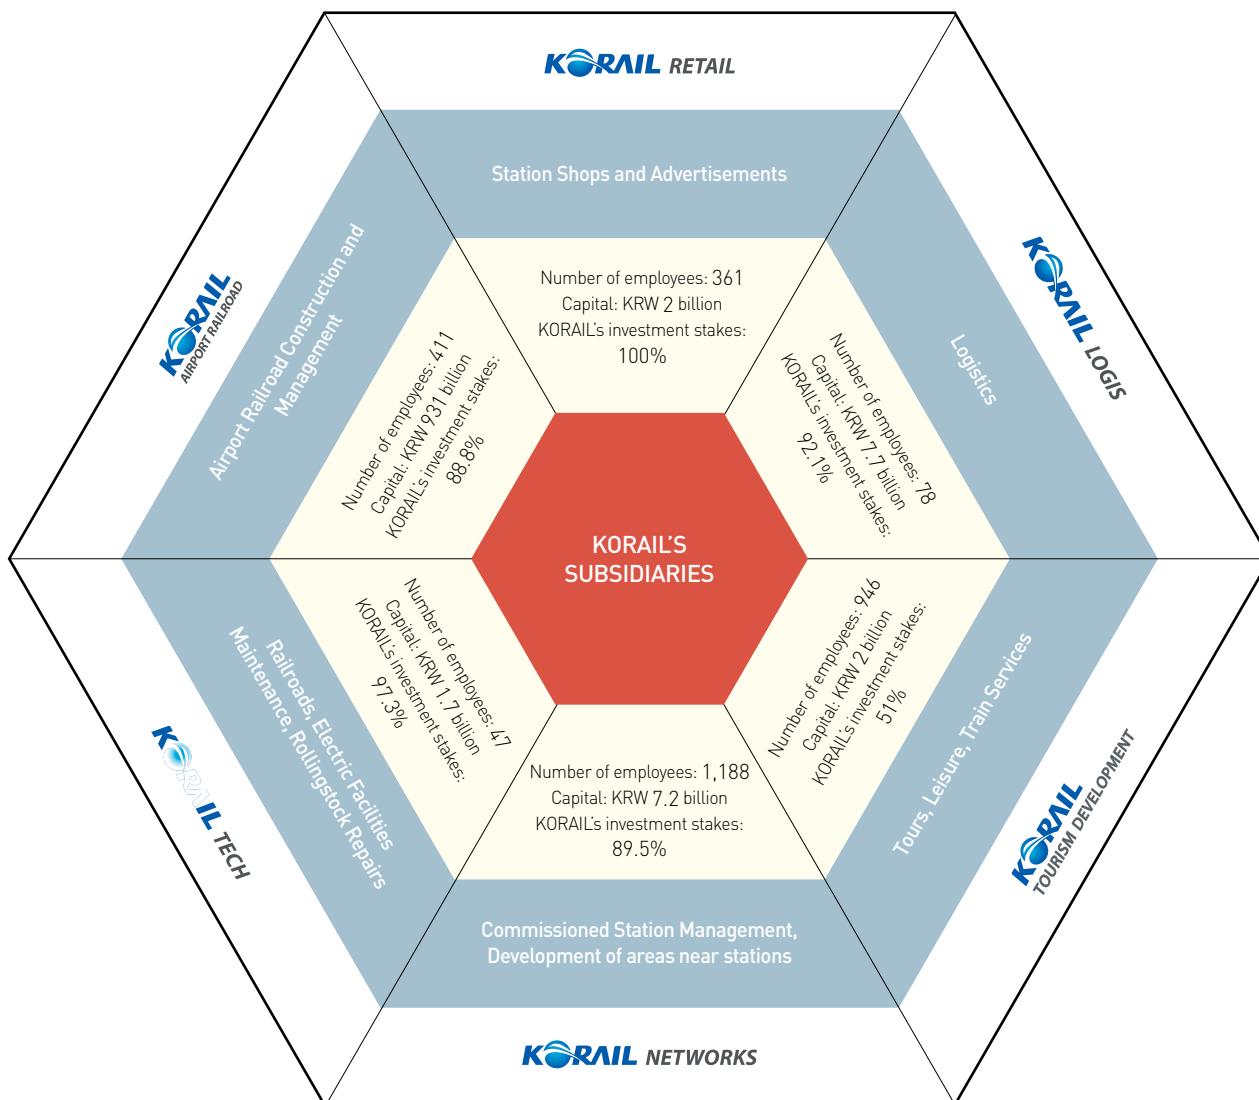 KORAIL RETAIL
Station Shops and Advertisements
Number of employees: 361
Capital: KRW 2 billion
KORAIL's investment stakes:
100%
KORAIL LOGIS
Logistics
Number of employees: 78
Capital: KRW 7.7 billion
KORAIL's investment stakes:
92.1%
KORAIL
TOURISM DEVELOPMENT
Tours, Leisure, Train Services
Number of employees: 946
Capital: KRW 2 billion
KORAIL's investment stakes:
51%
KORAIL NETWORKS
Commissioned Station Management,
Development of areas near stations
Number of employees: 1,188
Capital: KRW 7.2 billion
KORAIL's investment stakes:
89.5%
KORAIL TECH
Railroads, Electric Facilities
Maintenance, Rollingstock Repairs
Number of employees: 47
Capital: KRW 1.7 billion
KORAIL's investment stakes:
97.3%
KORAIL
AIRPORT RAILROAD
Airport Railroad Construction and
Management
Number of employees: 411
Capital: KRW 931 billion
KORAIL's investment stakes:
88.8%
KORAIL'S
SUBSIDIARIES